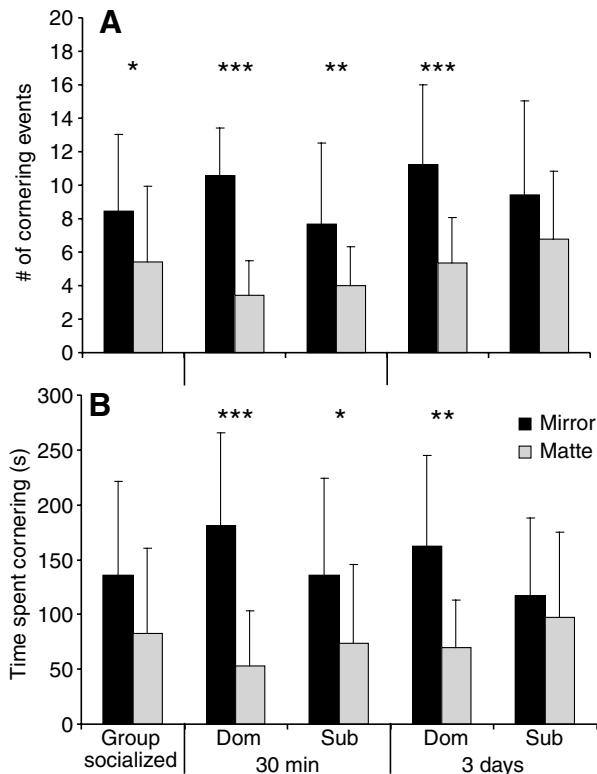 A
# of cornering events
20
18
16
14
12
10
8
6
4
2
0
* *** ** ***
B
Time spent cornering (s)
300
250
200
150
100
50
0
*** * **
Mirror
Matte
Group
socialized
Dom Sub Dom Sub
30 min 3 days